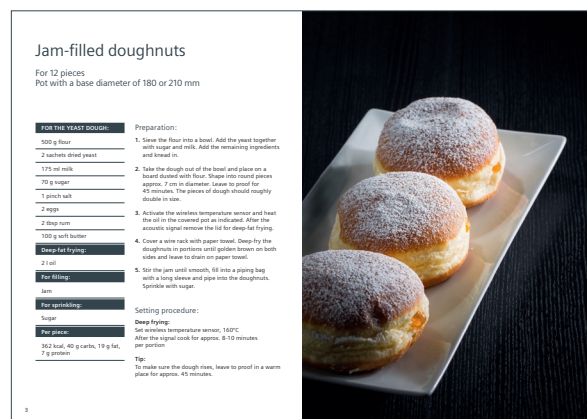 Jam-filled doughnuts
For 12 pieces
Pot with a base diameter of 180 or 210 mm
FOR THE YEAST DOUGH:
500 g flour
2 sachets dried yeast
175 ml milk
70 g sugar
1 pinch salt
2 eggs
2 tbsp rum
100 g soft butter
Deep-fat frying:
2 l oil
For filling:
Jam
For sprinkling:
Sugar
Per piece:
362 kcal, 40 g carbs, 19 g fat,
7 g protein
Preparation:
1. Sieve the flour into a bowl. Add the yeast together
with sugar and milk. Add the remaining ingredients
and knead in.
2. Take the dough out of the bowl and place on a
board dusted with flour. Shape into round pieces
approx. 7 cm in diameter. Leave to proof for
45 minutes. The pieces of dough should roughly
double in size.
3. Activate the wireless temperature sensor and heat
the oil in the covered pot as indicated. After the
acoustic signal remove the lid for deep-fat frying.
4. Cover a wire rack with paper towel. Deep-fry the
doughnuts in portions until golden brown on both
sides and leave to drain on paper towel.
5. Stir the jam until smooth, fill into a piping bag
with a long sleeve and pipe into the doughnuts.
Sprinkle with sugar.
Setting procedure:
Deep frying:
Set wireless temperature sensor, 160°C
After the signal cook for approx. 8-10 minutes
per portion
Tip:
To make sure the dough rises, leave to proof in a warm
place for approx. 45 minutes.
3